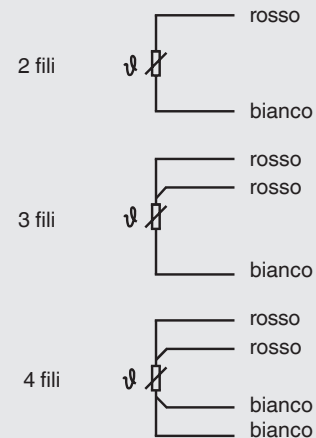 rosso
2 fili
ϑ
bianco
rosso
rosso
3 fili
ϑ
bianco
rosso
rosso
4 fili
ϑ
bianco
bianco